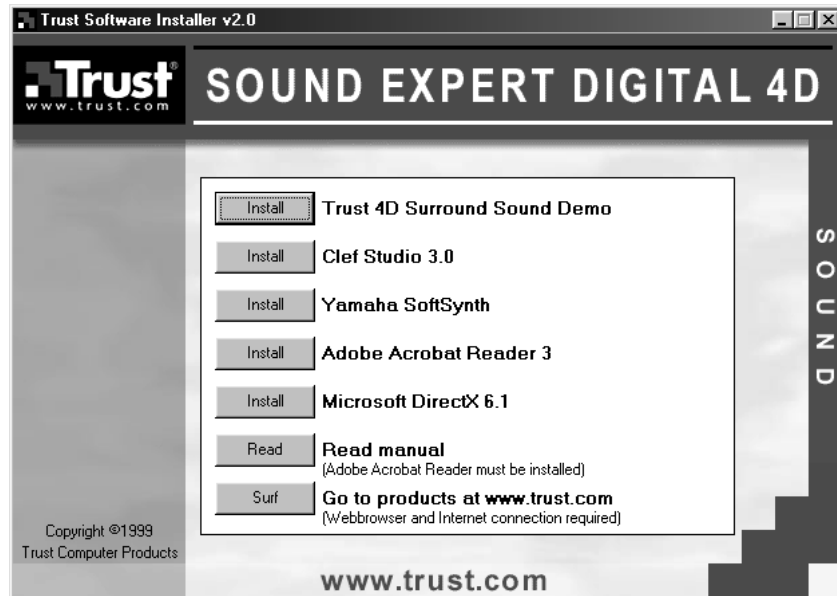 Trust Software Installer v2.0
Trust®
www.trust.com
SOUND EXPERT DIGITAL 4D
Install Trust 4D Surround Sound Demo
Install Clef Studio 3.0
Install Yamaha SoftSynth
Install Adobe Acrobat Reader 3
Install Microsoft DirectX 6.1
Read Read manual
(Adobe Acrobat Reader must be installed)
Surf Go to products at www.trust.com
(Webbrowser and Internet connection required)
SOUND
Copyright ©1999
Trust Computer Products
www.trust.com